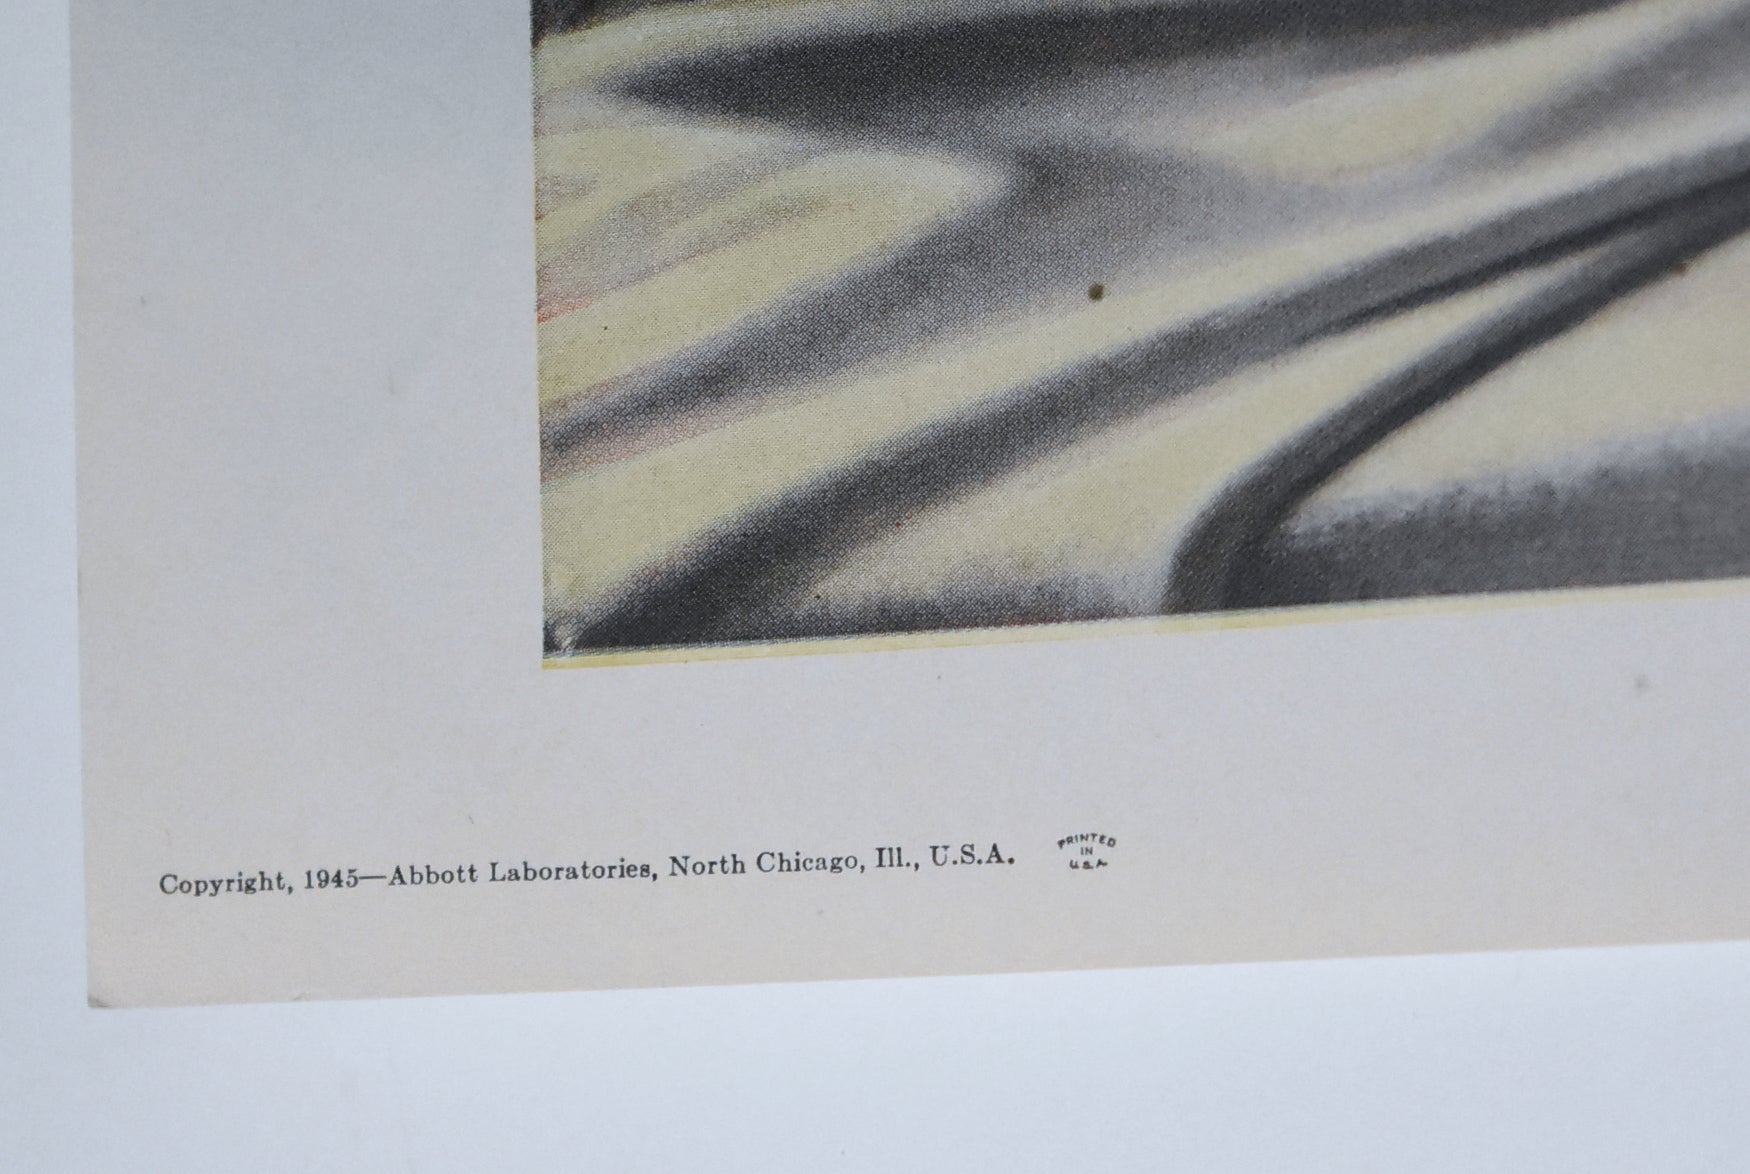 Copyright, 1945—Abbott Laboratories, North Chicago, Ill., U.S.A.
PRINTED
IN
U.S.A.